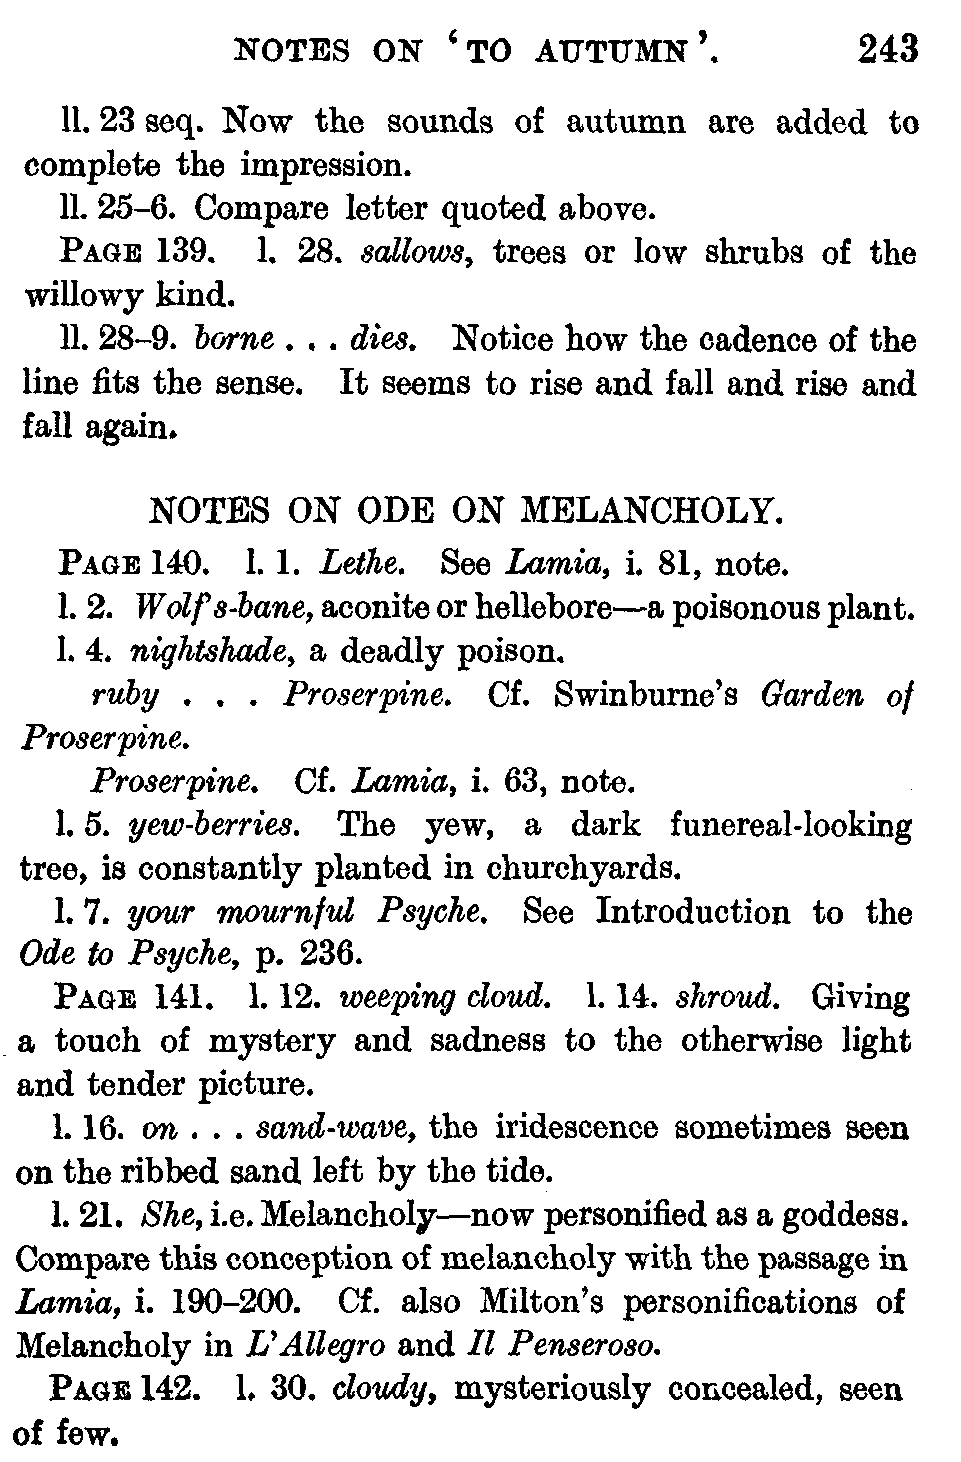 NOTES ON ‘TO AUTUMN’. 243
ll. 23 seq. Now the sounds of autumn are added to
complete the impression.
ll. 25–6. Compare letter quoted above.
PAGE 139. l. 28. sallows, trees or low shrubs of the
willowy kind.
ll. 28–9. borne . . . dies. Notice how the cadence of the
line fits the sense. It seems to rise and fall and rise and
fall again.
NOTES ON ODE ON MELANCHOLY.
PAGE 140. l. 1. Lethe. See Lamia, i. 81, note.
l. 2. Wolf's-bane, aconite or hellebore—a poisonous plant.
l. 4. nightshade, a deadly poison.
ruby . . . Proserpine. Cf. Swinburne's Garden of
Proserpine.
Proserpine. Cf. Lamia, i. 63, note.
l. 5. yew-berries. The yew, a dark funereal-looking
tree, is constantly planted in churchyards.
l. 7. your mournful Psyche. See Introduction to the
Ode to Psyche, p. 236.
PAGE 141. l. 12. weeping cloud. l. 14. shroud. Giving
a touch of mystery and sadness to the otherwise light
and tender picture.
l. 16. on . . . sand-wave, the iridescence sometimes seen
on the ribbed sand left by the tide.
l. 21. She, i.e. Melancholy—now personified as a goddess.
Compare this conception of melancholy with the passage in
Lamia, i. 190–200. Cf. also Milton's personifications of
Melancholy in L'Allegro and Il Penseroso.
PAGE 142. l. 30. cloudy, mysteriously concealed, seen
of few.